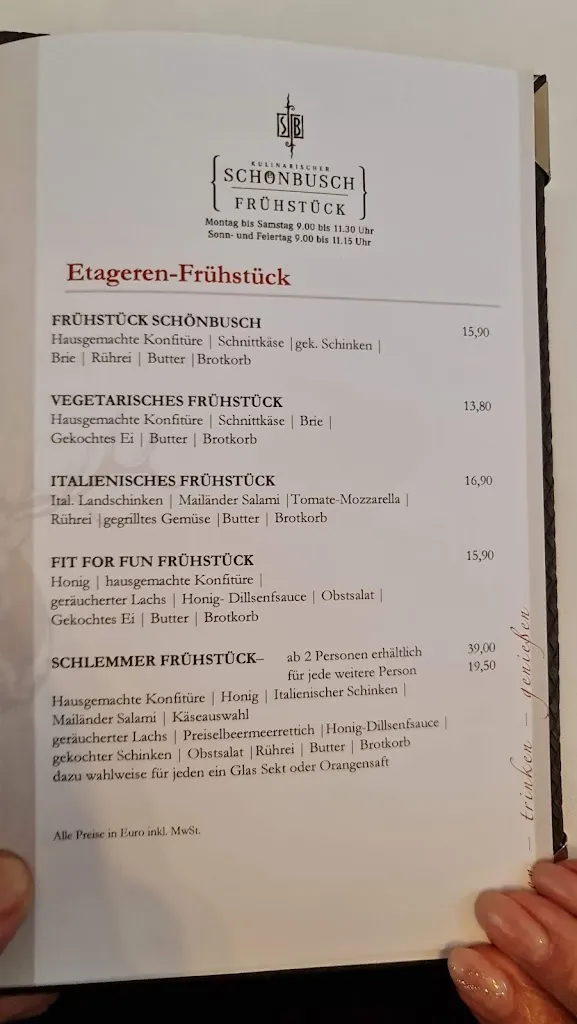 SB
KULINARISCHER
SCHÖNBUSCH
FRÜHSTÜCK
Montag bis Samstag 9.00 bis 11.30 Uhr
Sonn- und Feiertag 9.00 bis 11.15 Uhr
Etageren-Frühstück
FRÜHSTÜCK SCHÖNBUSCH 15,90
Hausgemachte Konfitüre | Schnittkäse |gek. Schinken |
Brie | Rührei | Butter |Brotkorb
VEGETARISCHES FRÜHSTÜCK 13,80
Hausgemachte Konfitüre | Schnittkäse | Brie |
Gekochtes Ei | Butter | Brotkorb
ITALIENISCHES FRÜHSTÜCK 16,90
Ital. Landschinken | Mailänder Salami |Tomate-Mozzarella |
Rührei |gegrilltes Gemüse |Butter | Brotkorb
FIT FOR FUN FRÜHSTÜCK 15,90
Honig | hausgemachte Konfitüre |
geräucherter Lachs | Honig- Dillsenfsauce | Obstsalat |
Gekochtes Ei | Butter | Brotkorb
SCHLEMMER FRÜHSTÜCK– ab 2 Personen erhältlich 39,00
für jede weitere Person 19,50
Hausgemachte Konfitüre | Honig | Italienischer Schinken |
Mailänder Salami | Käseauswahl
geräucherter Lachs | Preiselbeermeerrettich |Honig-Dillsenfsauce |
gekochter Schinken | Obstsalat |Rührei | Butter | Brotkorb
dazu wahlweise für jeden ein Glas Sekt oder Orangensaft
Alle Preise in Euro inkl. MwSt.
– trinken – genießen